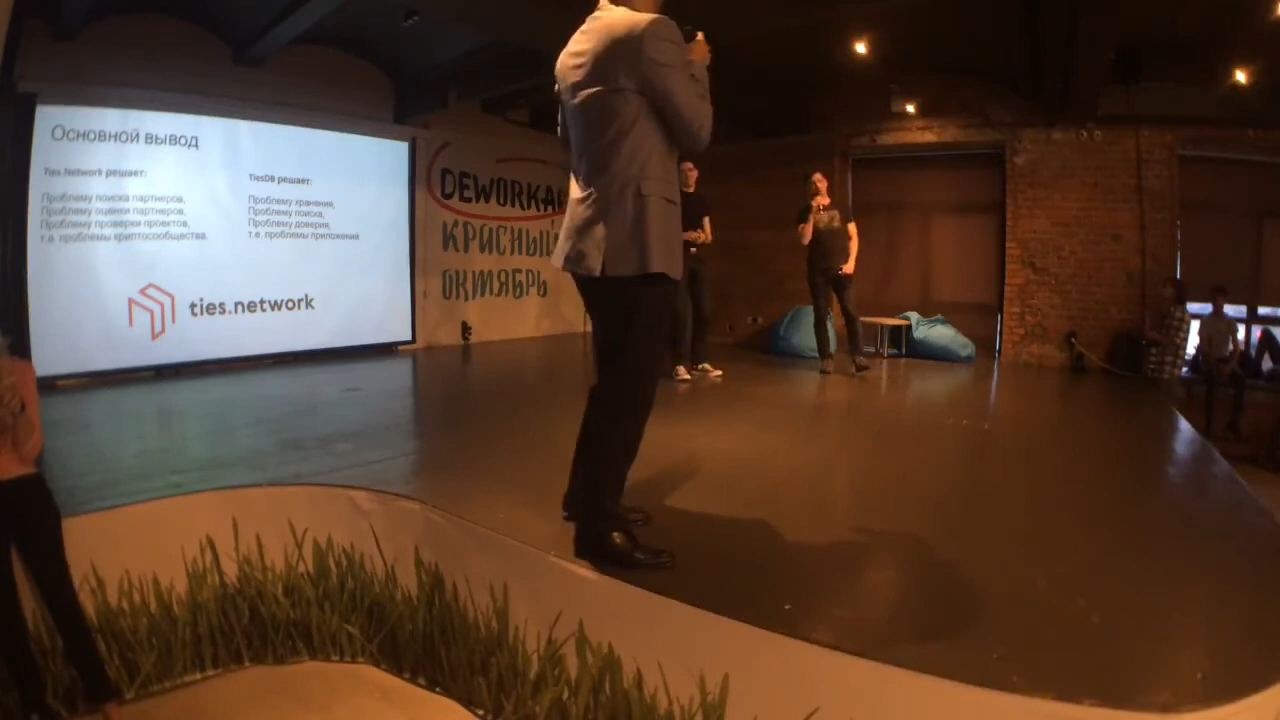 Основной вывод
Ties.Network решает:
Проблему поиска партнеров,
Проблему оценки партнеров,
Проблему проверки проектов,
т.е. проблемы криптосообщества.
TiesDB решает:
Проблему хранения,
Проблему поиска,
Проблему доверия,
т.е. проблемы приложений
ties.network
DEWORKA
КРАСНЫЙ
ОКТЯБРЬ